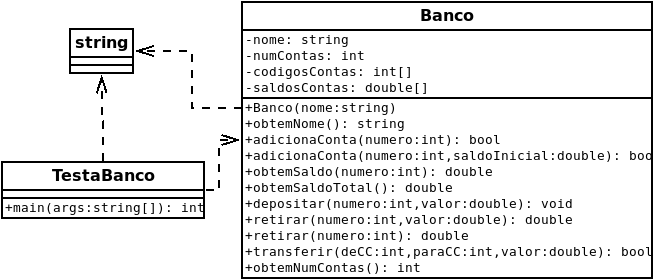 string
TestaBanco
+main(args:string[]): int
Banco
-nome: string
-numContas: int
-codigosContas: int[]
-saldosContas: double[]
+Banco(nome:string)
+obtemNome(): string
+adicionaConta(numero:int): bool
+adicionaConta(numero:int,saldoInicial:double): boo
+obtemSaldo(numero:int): double
+obtemSaldoTotal(): double
+depositar(numero:int,valor:double): void
+retirar(numero:int,valor:double): double
+retirar(numero:int): double
+transferir(deCC:int,paraCC:int,valor:double): bool
+obtemNumContas(): int